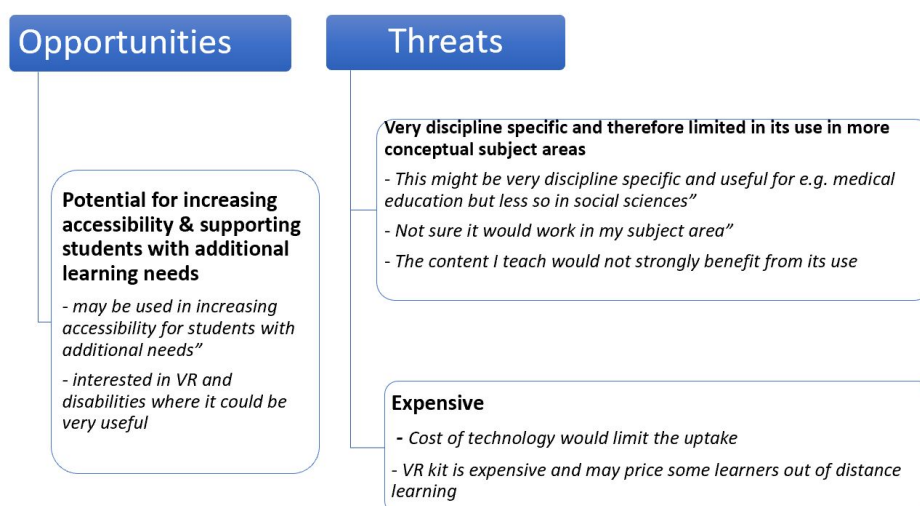 Opportunities
Potential for increasing
accessibility & supporting
students with additional
learning needs
- may be used in increasing
accessibility for students with
additional needs”
- interested in VR and
disabilities where it could be
very useful
Threats
Very discipline specific and therefore limited in its use in more
conceptual subject areas
- This might be very discipline specific and useful for e.g. medical
education but less so in social sciences”
- Not sure it would work in my subject area”
- The content I teach would not strongly benefit from its use
Expensive
- Cost of technology would limit the uptake
- VR kit is expensive and may price some learners out of distance
learning